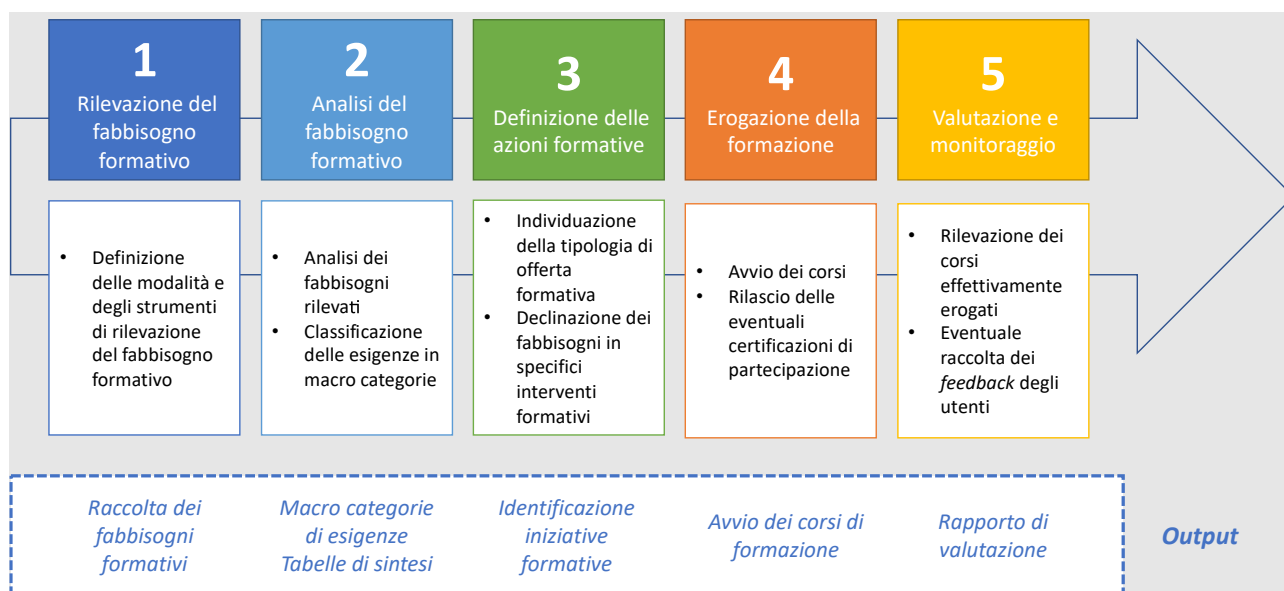 1
Rilevazione del
fabbisogno
formativo
2
Analisi del
fabbisogno
formativo
3
Definizione delle
azioni formative
4
Erogazione della
formazione
5
Valutazione e
monitoraggio
• Definizione
delle modalità e
degli strumenti
di rilevazione
del fabbisogno
formativo
• Analisi dei
fabbisogni
rilevati
• Classificazione
delle esigenze in
macro categorie
• Individuazione
della tipologia di
offerta
formativa
• Declinazione dei
fabbisogni in
specifici
interventi
formativi
• Avvio dei corsi
• Rilascio delle
eventuali
certificazioni di
partecipazione
• Rilevazione dei
corsi
effettivamente
erogati
• Eventuale
raccolta dei
feedback degli
utenti
Raccolta dei
fabbisogni
formativi
Macro categorie
di esigenze
Tabelle di sintesi
Identificazione
iniziative
formative
Avvio dei corsi di
formazione
Rapporto di
valutazione
Output